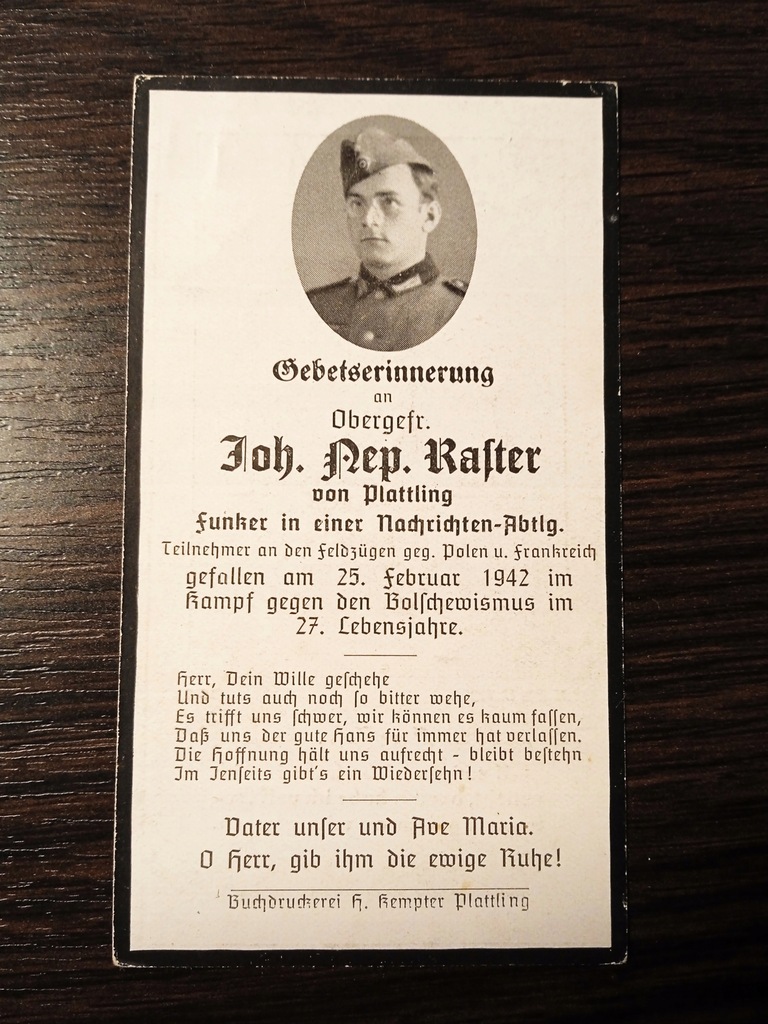 Gebetserinnerung
an
Obergefr.
Joh. Nep. Raster
von Plattling
Funker in einer Nachrichten-Abtlg.
Teilnehmer an den Feldzügen geg. Polen u. Frankreich
gefallen am 25. Februar 1942 im
Kampf gegen den Bolschewismus im
27. Lebensjahre.
Herr, Dein Wille geschehe
Und tuts auch noch so bitter wehe,
Es trifft uns schwer, wir können es kaum fassen,
Daß uns der gute Hans für immer hat verlassen.
Die Hoffnung hält uns aufrecht - bleibt bestehn
Im Jenseits gibt's ein Wiedersehn!
Vater unser und Ave Maria.
O Herr, gib ihm die ewige Ruhe!
Buchdruckerei H. Kempter Plattling